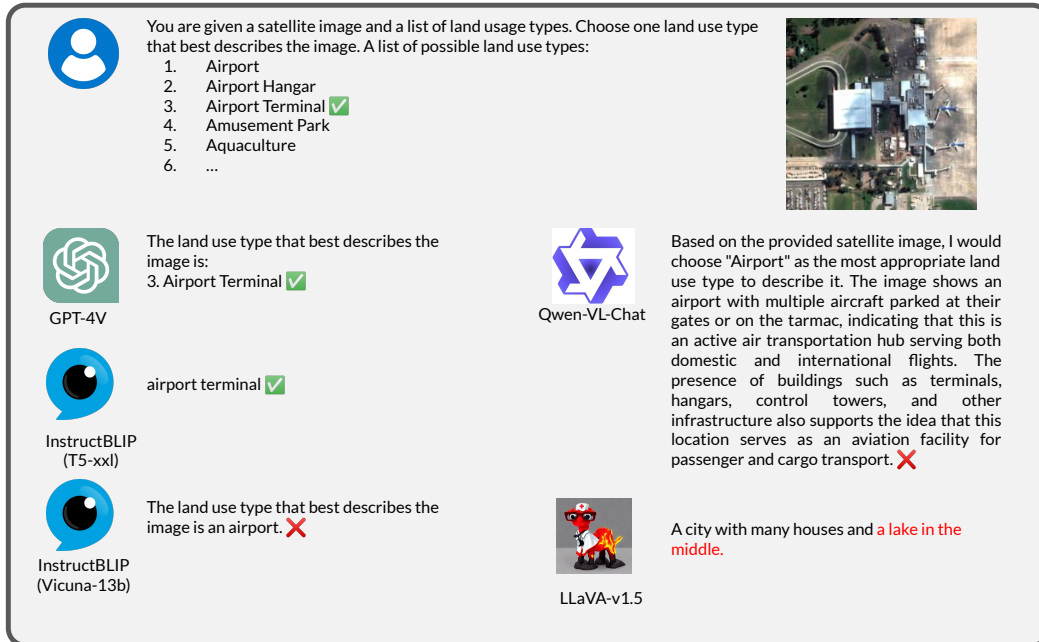 You are given a satellite image and a list of land usage types. Choose one land use type
that best describes the image. A list of possible land use types:
1. Airport
2. Airport Hangar
3. Airport Terminal ✅
4. Amusement Park
5. Aquaculture
6. ...
The land use type that best describes the
image is:
3. Airport Terminal ✅
GPT-4V
airport terminal ✅
InstructBLIP
(T5-xxl)
The land use type that best describes the
image is an airport. ❌
InstructBLIP
(Vicuna-13b)
Qwen-VL-Chat
Based on the provided satellite image, I would
choose "Airport" as the most appropriate land
use type to describe it. The image shows an
airport with multiple aircraft parked at their
gates or on the tarmac, indicating that this is
an active air transportation hub serving both
domestic and international flights. The
presence of buildings such as terminals,
hangars, control towers, and other
infrastructure also supports the idea that this
location serves as an aviation facility for
passenger and cargo transport. ❌
A city with many houses and a lake in the
middle.
LLaVA-v1.5